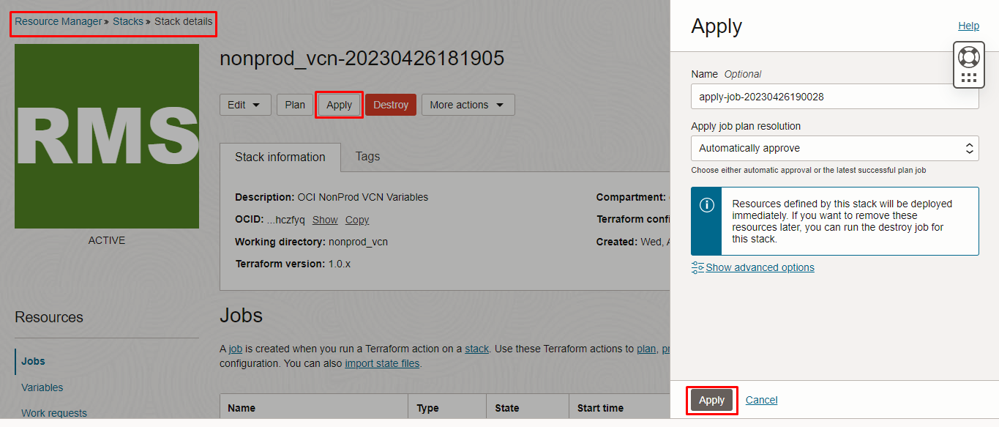 Resource Manager » Stacks » Stack details
RMS
ACTIVE
nonprod_vcn-20230426181905
Edit Plan Apply Destroy More actions
Stack information Tags
Description: OCI NonProd VCN Variables
OCID: ...hczfyq Show Copy
Working directory: nonprod_vcn
Terraform version: 1.0.x
Compartment:
Terraform confi
Created: Wed, A
Resources
Jobs
Variables
Work requests
Jobs
A job is created when you run a Terraform action on a stack. Use these Terraform actions to plan, pr
configuration. You can also import state files.
Name Type State Start time
Apply
Help
Name Optional
apply-job-20230426190028
Apply job plan resolution
Automatically approve
Choose either automatic approval or the latest successful plan job
Resources defined by this stack will be deployed
immediately. If you want to remove these
resources later, you can run the destroy job for
this stack.
Show advanced options
Apply Cancel